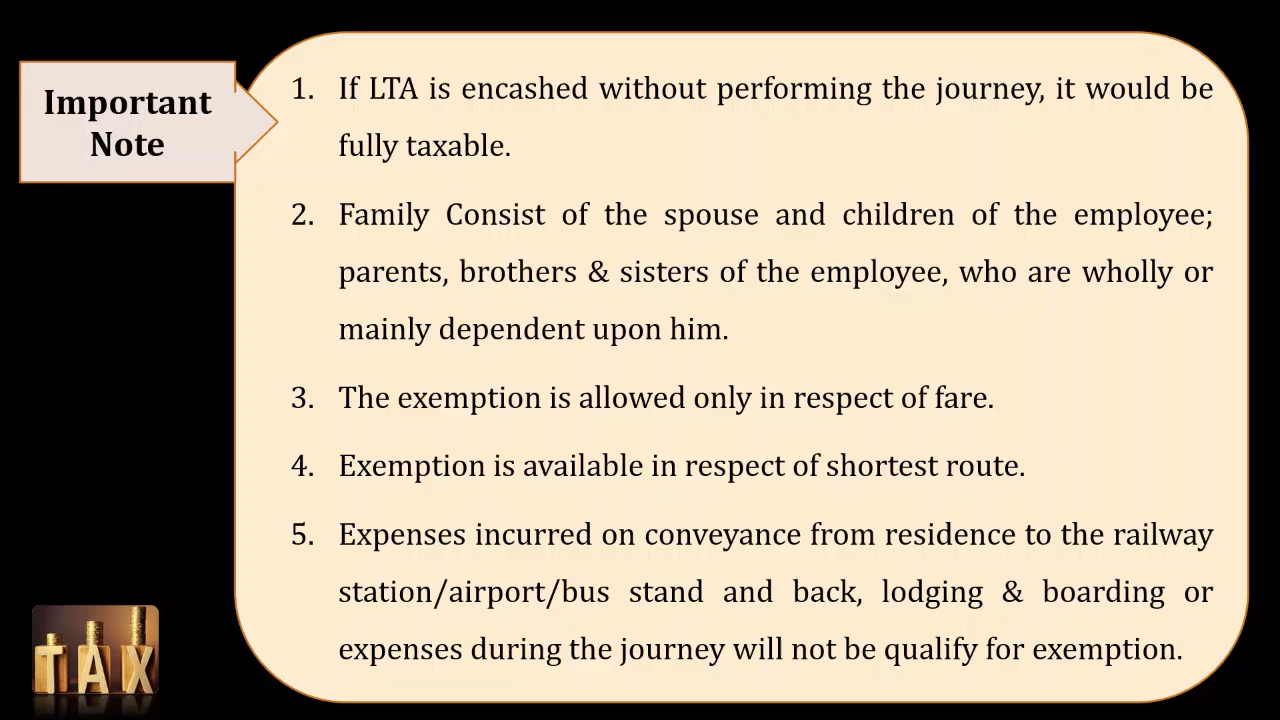 Important
Note
1. If LTA is encashed without performing the journey, it would be
fully taxable.
2. Family Consist of the spouse and children of the employee;
parents, brothers & sisters of the employee, who are wholly or
mainly dependent upon him.
3. The exemption is allowed only in respect of fare.
4. Exemption is available in respect of shortest route.
5. Expenses incurred on conveyance from residence to the railway
station/airport/bus stand and back, lodging & boarding or
expenses during the journey will not be qualify for exemption.
TAX